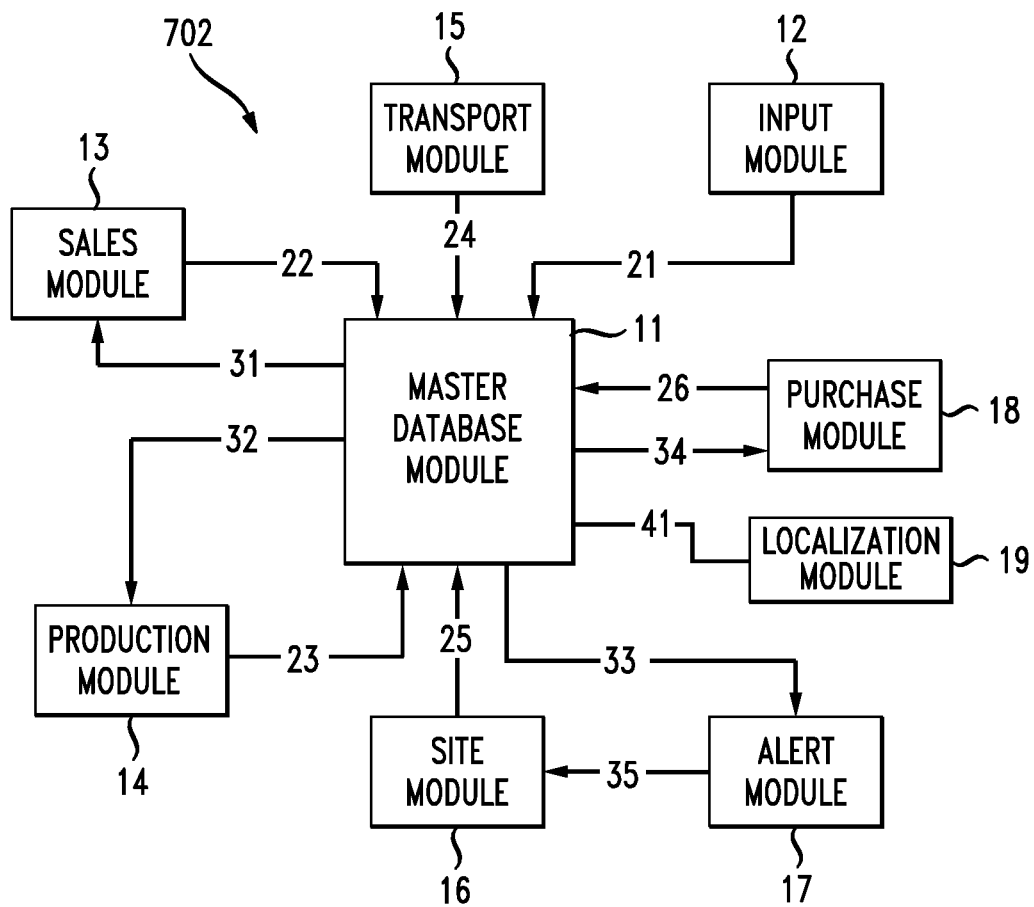 702
15
12
TRANSPORT
MODULE
INPUT
MODULE
13
SALES
MODULE
22
24
21
11
31
MASTER
DATABASE
MODULE
26
PURCHASE
MODULE
18
32
34
41
LOCALIZATION
MODULE
19
PRODUCTION
MODULE
23
25
33
14
SITE
MODULE
35
ALERT
MODULE
16
17